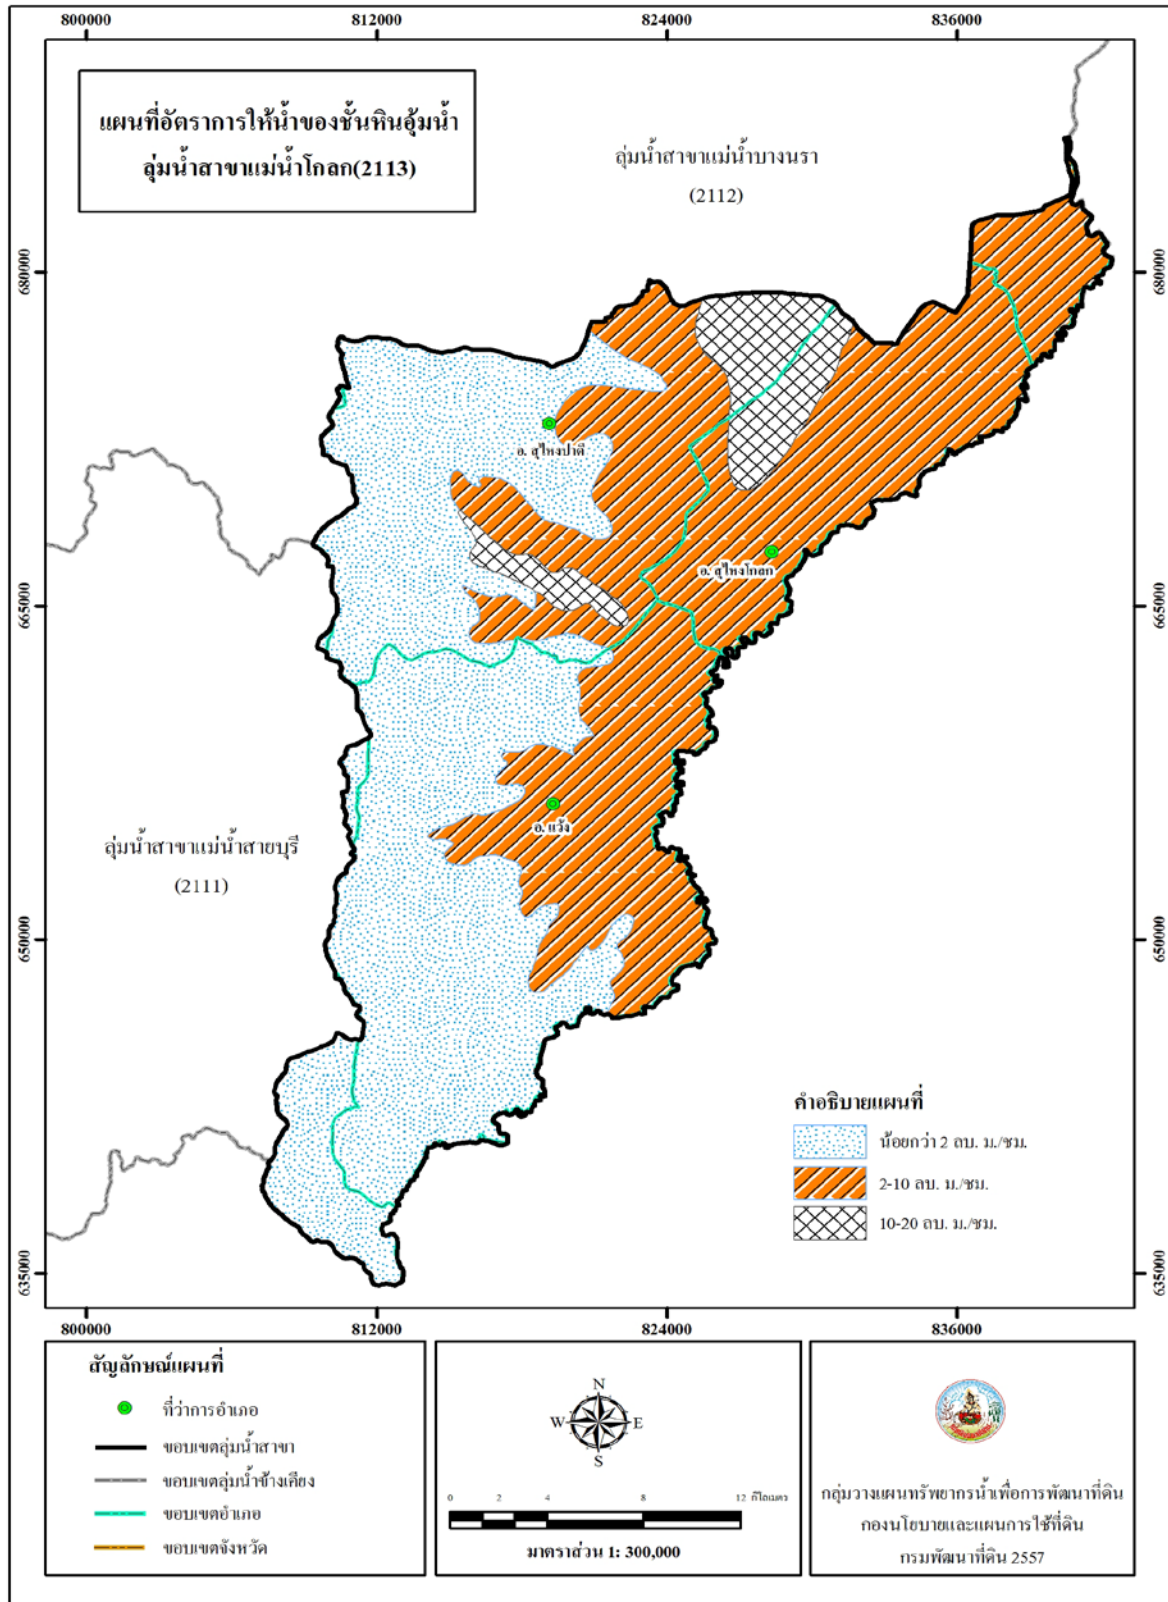 800000
812000
824000
836000
แผนที่อัตราการให้น้ำของชั้นหินอุ้มน้ำ
ลุ่มน้ำสาขาแม่น้ำโกลก(2113)
ลุ่มน้ำสาขาแม่น้ำบางนรา
(2112)
680000
680000
อ. สุไหงปาดี
อ. สุไหงโกลก
665000
665000
อ. แว้ง
ลุ่มน้ำสาขาแม่น้ำสายบุรี
(2111)
650000
650000
คำอธิบายแผนที่
น้อยกว่า 2 ลบ. ม./ชม.
2-10 ลบ. ม./ชม.
10-20 ลบ. ม./ชม.
635000
635000
800000
812000
824000
836000
สัญลักษณ์แผนที่
ที่ว่าการอำเภอ
ขอบเขตลุ่มน้ำสาขา
ขอบเขตลุ่มน้ำข้างเคียง
ขอบเขตอำเภอ
ขอบเขตจังหวัด
N
W E
S
0 2 4 8 12 กิโลเมตร
มาตราส่วน 1: 300,000
กลุ่มวางแผนทรัพยากรน้ำเพื่อการพัฒนาที่ดิน
กองนโยบายและแผนการใช้ที่ดิน
กรมพัฒนาที่ดิน 2557